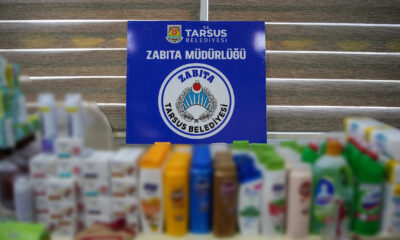 T.C.
TARSUS
BELEDİYESİ
ZABITA MÜDÜRLÜĞÜ
ZABITA
TARSUS BELEDİYESİ